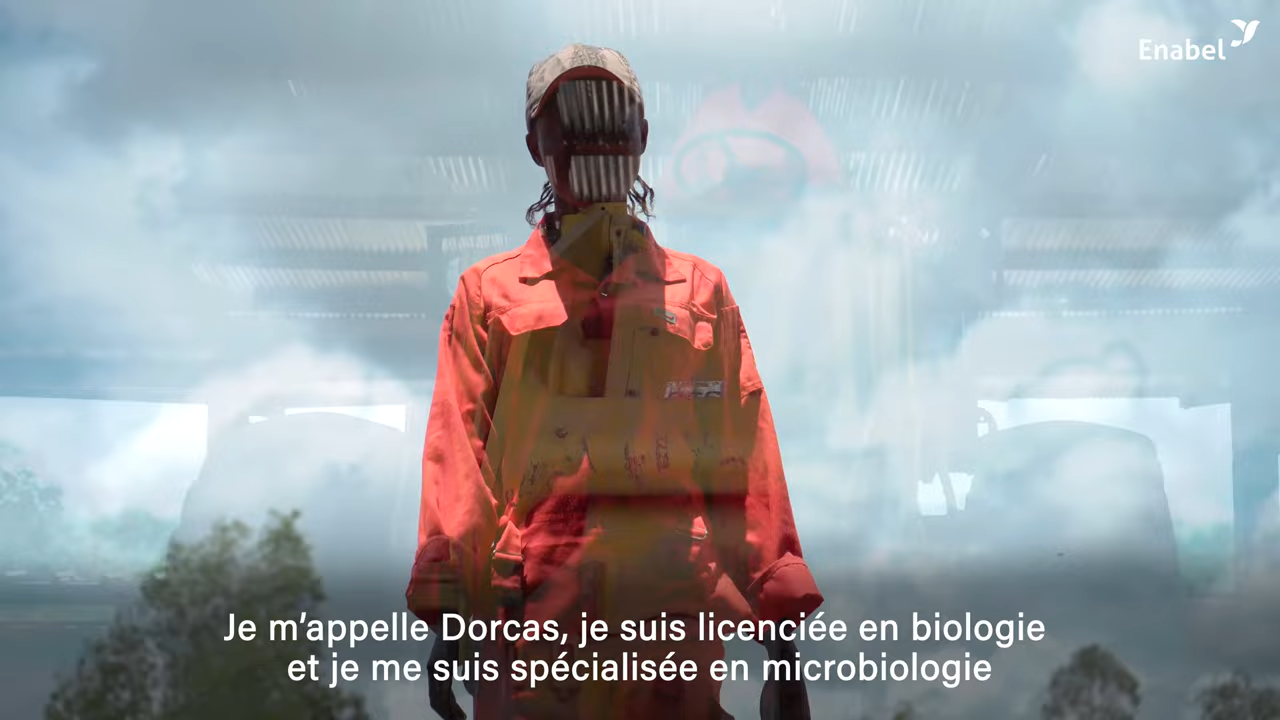 Enabel
Je m'appelle Dorcas, je suis licenciée en biologie
et je me suis spécialisée en microbiologie